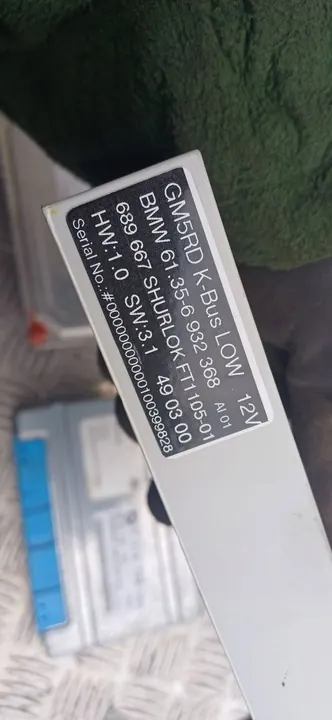 GM5RD K-Bus LOW 12V
BMW 61.35-6 932 368 AI 01
689 667 SHURLOK FT1105-01
HW:1.0 SW:3.1 49 03 00
Serial No.:#0000000000100399828